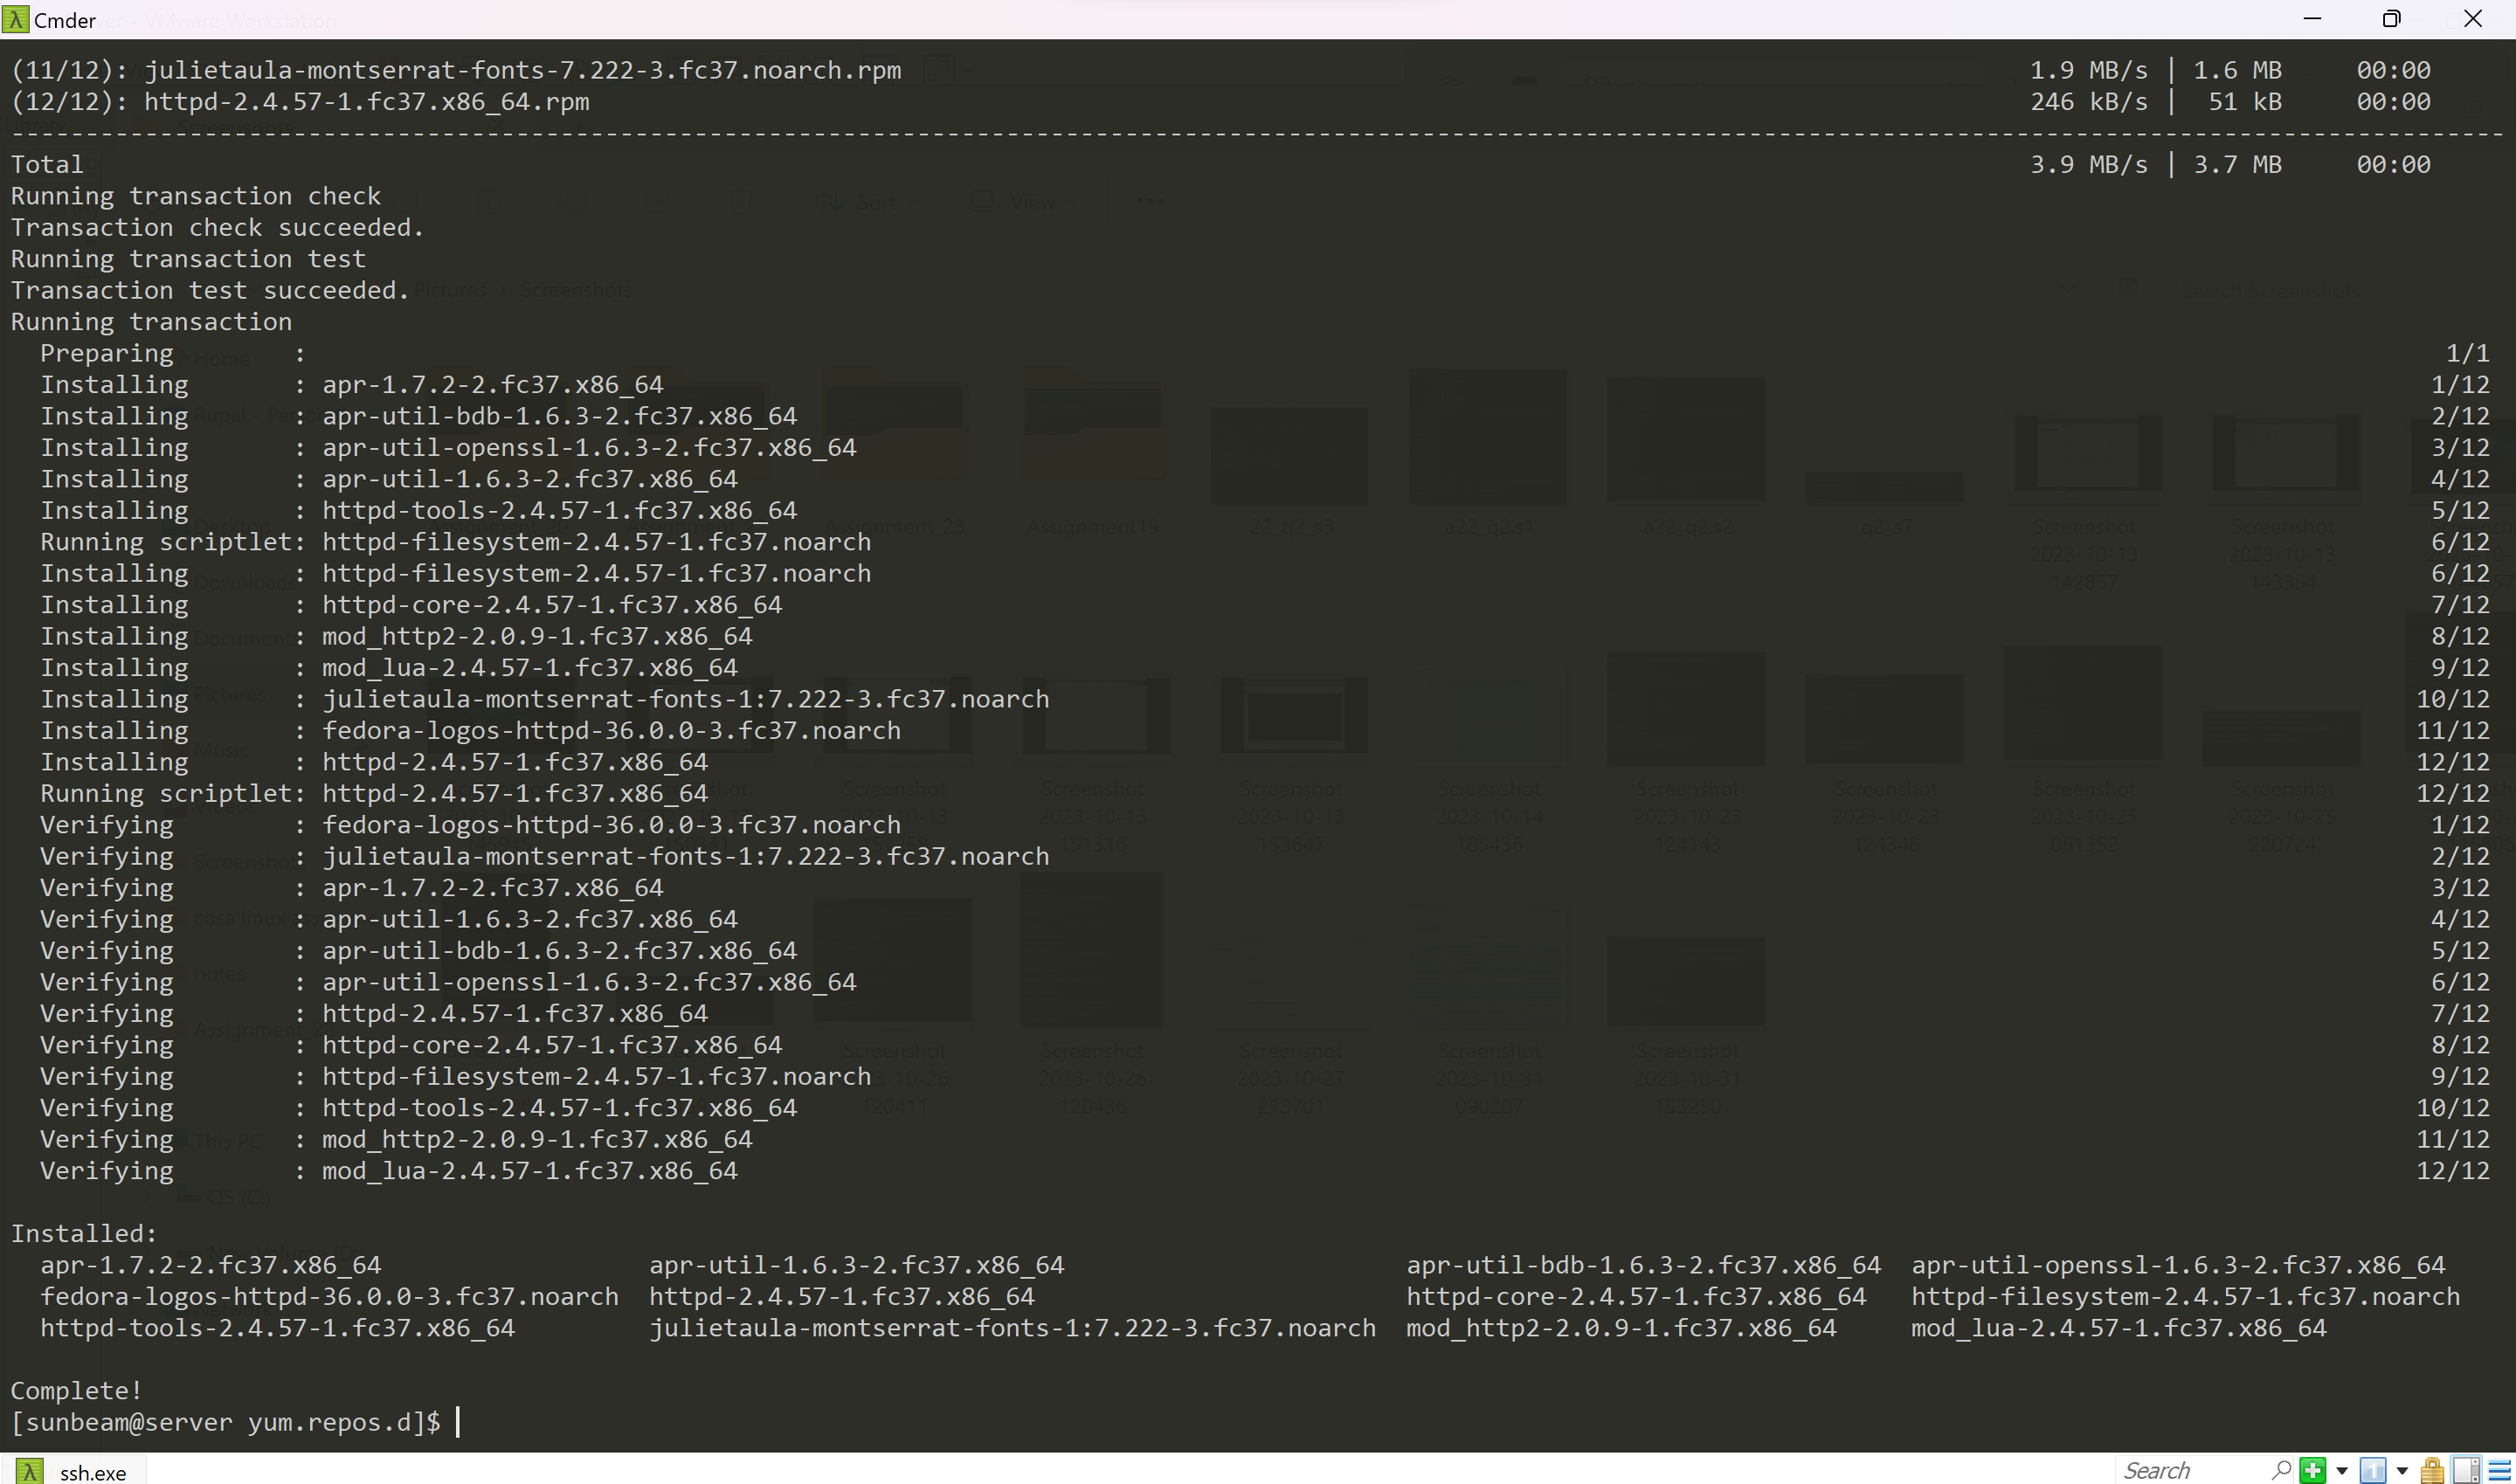 Cmder
(11/12): julietaula-montserrat-fonts-7.222-3.fc37.noarch.rpm 1.9 MB/s | 1.6 MB 00:00
(12/12): httpd-2.4.57-1.fc37.x86_64.rpm 246 kB/s | 51 kB 00:00
Total 3.9 MB/s | 3.7 MB 00:00
Running transaction check
Transaction check succeeded.
Running transaction test
Transaction test succeeded.
Running transaction
Preparing : 1/1
Installing : apr-1.7.2-2.fc37.x86_64 1/12
Installing : apr-util-bdb-1.6.3-2.fc37.x86_64 2/12
Installing : apr-util-openssl-1.6.3-2.fc37.x86_64 3/12
Installing : apr-util-1.6.3-2.fc37.x86_64 4/12
Installing : httpd-tools-2.4.57-1.fc37.x86_64 5/12
Running scriptlet: httpd-filesystem-2.4.57-1.fc37.noarch 6/12
Installing : httpd-filesystem-2.4.57-1.fc37.noarch 6/12
Installing : httpd-core-2.4.57-1.fc37.x86_64 7/12
Installing : mod_http2-2.0.9-1.fc37.x86_64 8/12
Installing : mod_lua-2.4.57-1.fc37.x86_64 9/12
Installing : julietaula-montserrat-fonts-1:7.222-3.fc37.noarch 10/12
Installing : fedora-logos-httpd-36.0.0-3.fc37.noarch 11/12
Installing : httpd-2.4.57-1.fc37.x86_64 12/12
Running scriptlet: httpd-2.4.57-1.fc37.x86_64 12/12
Verifying : fedora-logos-httpd-36.0.0-3.fc37.noarch 1/12
Verifying : julietaula-montserrat-fonts-1:7.222-3.fc37.noarch 2/12
Verifying : apr-1.7.2-2.fc37.x86_64 3/12
Verifying : apr-util-1.6.3-2.fc37.x86_64 4/12
Verifying : apr-util-bdb-1.6.3-2.fc37.x86_64 5/12
Verifying : apr-util-openssl-1.6.3-2.fc37.x86_64 6/12
Verifying : httpd-2.4.57-1.fc37.x86_64 7/12
Verifying : httpd-core-2.4.57-1.fc37.x86_64 8/12
Verifying : httpd-filesystem-2.4.57-1.fc37.noarch 9/12
Verifying : httpd-tools-2.4.57-1.fc37.x86_64 10/12
Verifying : mod_http2-2.0.9-1.fc37.x86_64 11/12
Verifying : mod_lua-2.4.57-1.fc37.x86_64 12/12
Installed:
apr-1.7.2-2.fc37.x86_64 apr-util-1.6.3-2.fc37.x86_64 apr-util-bdb-1.6.3-2.fc37.x86_64 apr-util-openssl-1.6.3-2.fc37.x86_64
fedora-logos-httpd-36.0.0-3.fc37.noarch httpd-2.4.57-1.fc37.x86_64 httpd-core-2.4.57-1.fc37.x86_64 httpd-filesystem-2.4.57-1.fc37.noarch
httpd-tools-2.4.57-1.fc37.x86_64 julietaula-montserrat-fonts-1:7.222-3.fc37.noarch mod_http2-2.0.9-1.fc37.x86_64 mod_lua-2.4.57-1.fc37.x86_64
Complete!
[sunbeam@server yum.repos.d]$
ssh.exe Search